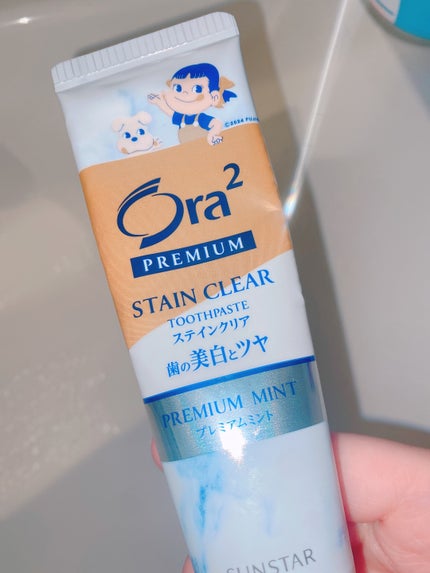 Ora²
PREMIUM
STAIN CLEAR
TOOTHPASTE
ステインクリア
歯の美白とツヤ
PREMIUM MINT
プレミアムミント
SUNSTAR